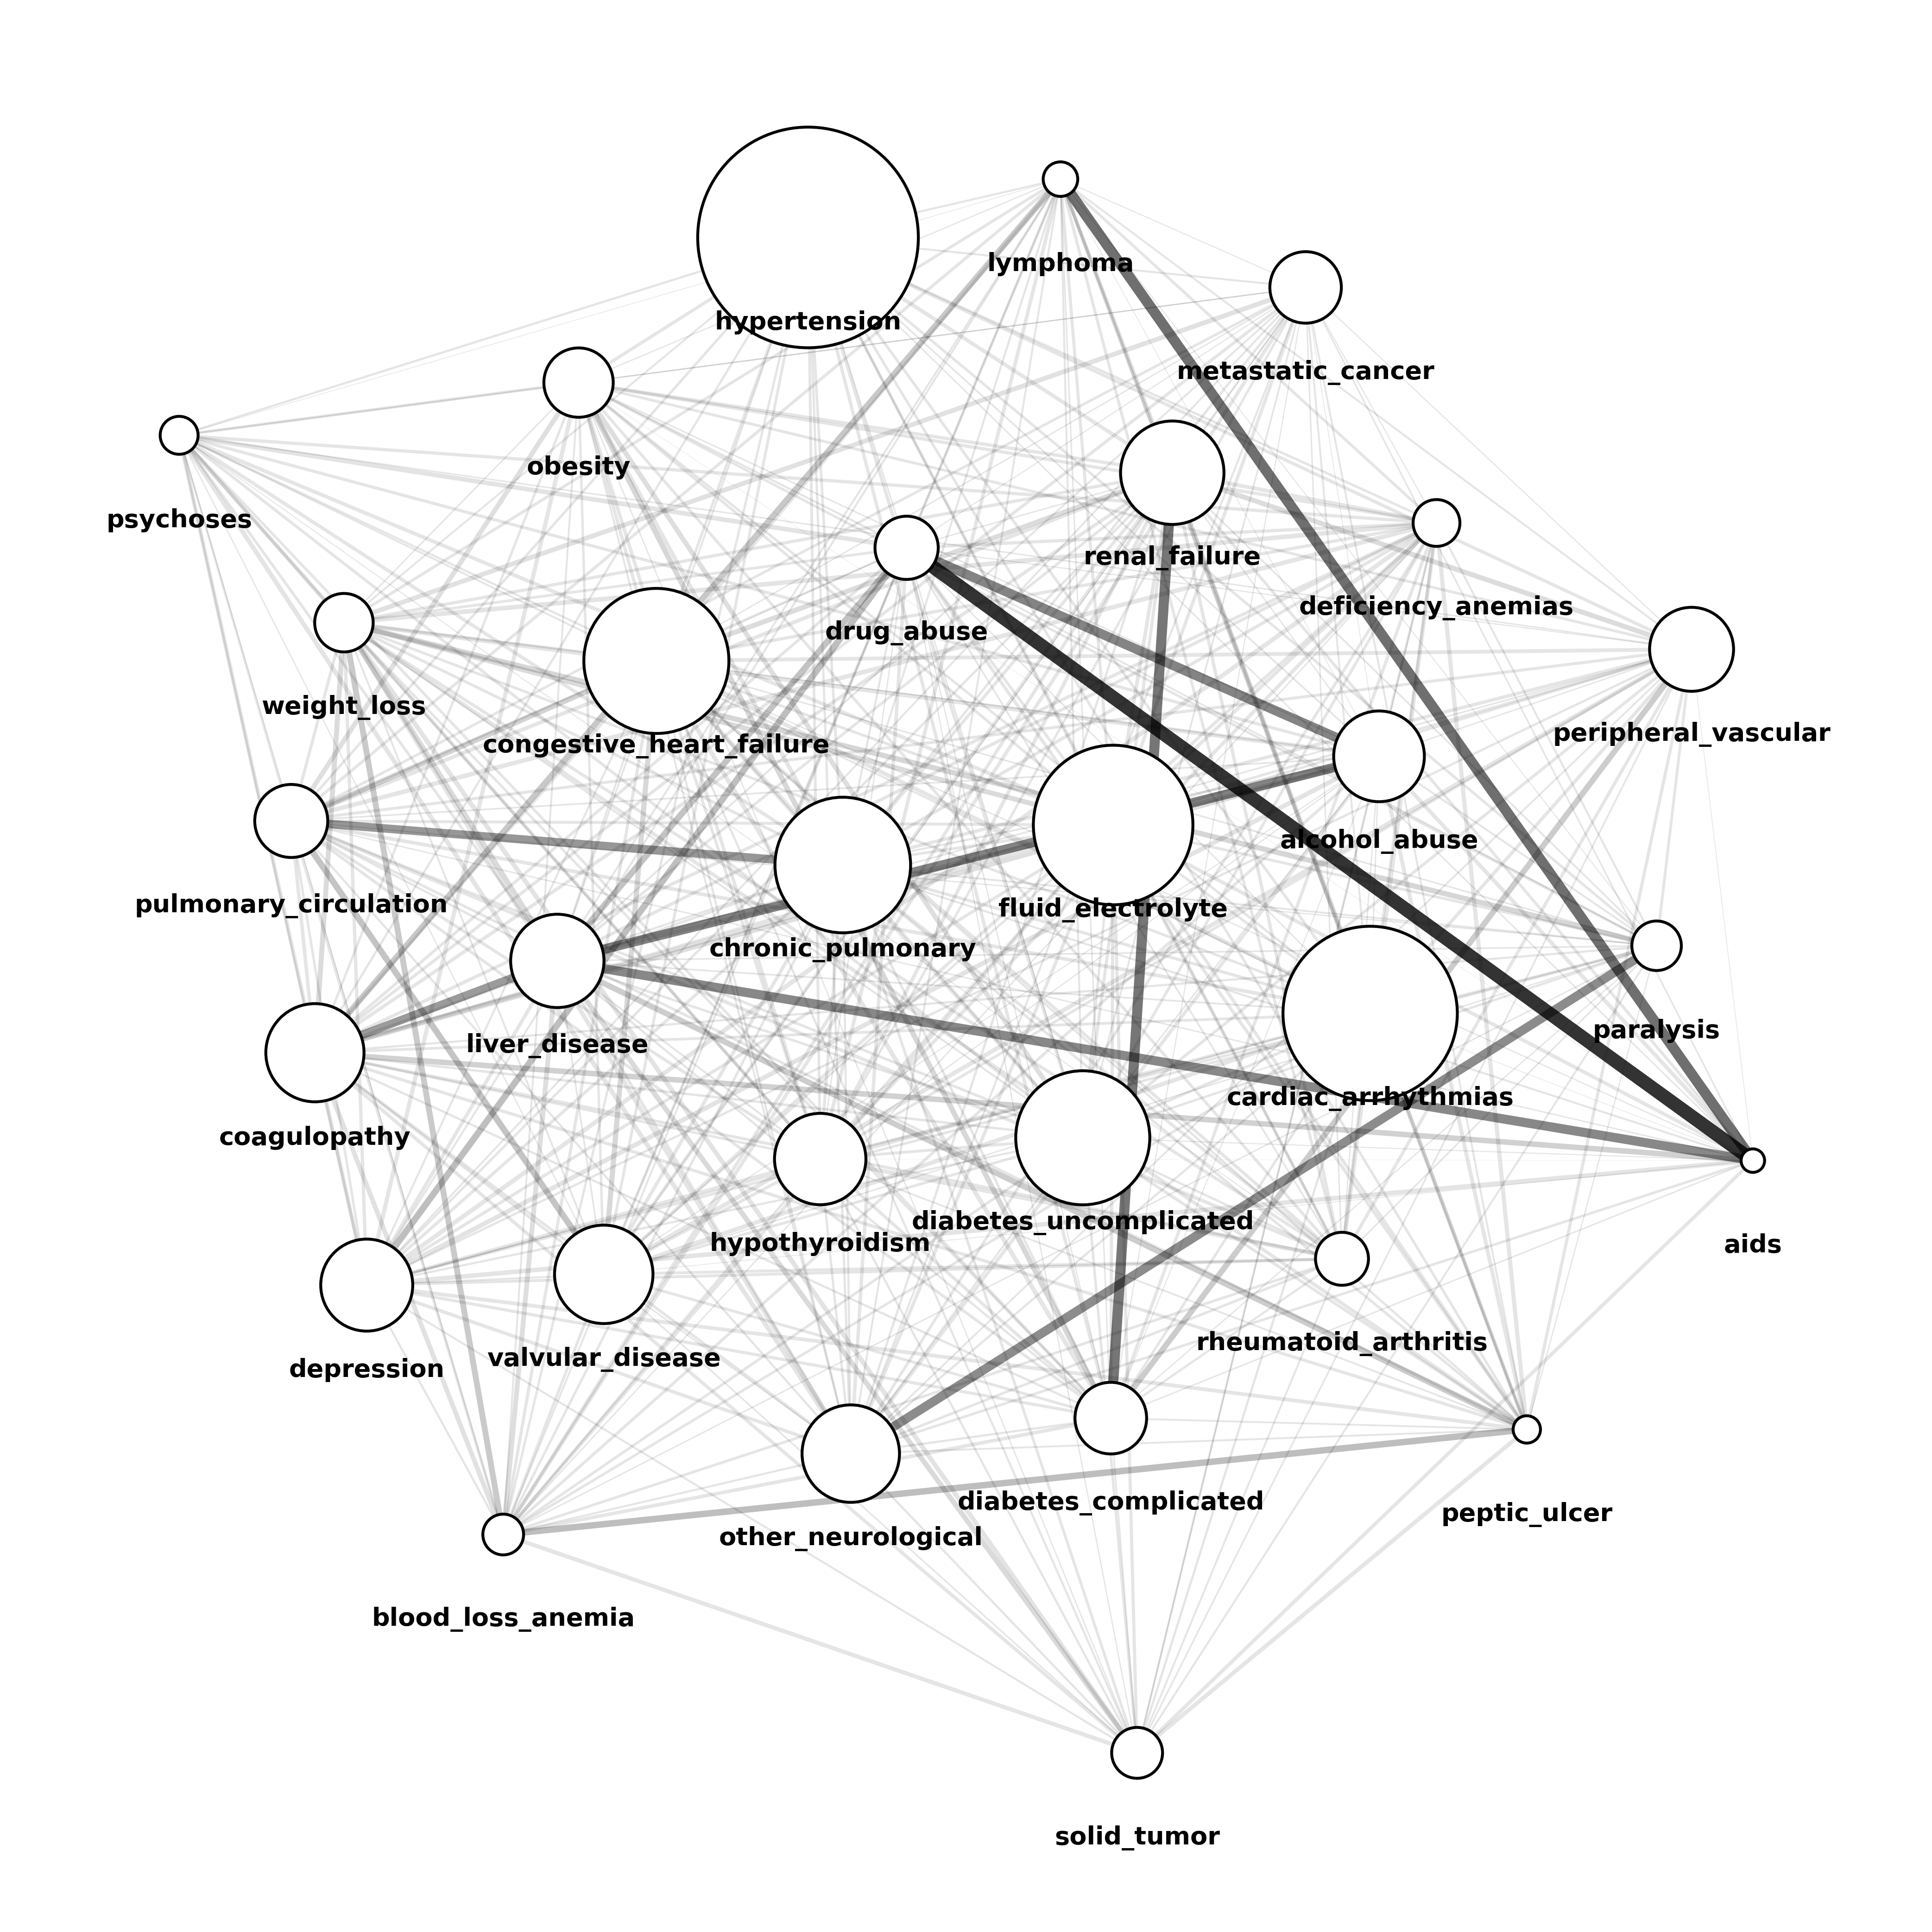 lymphoma
hypertension
metastatic_cancer
obesity
psychoses
renal_failure
deficiency_anemias
drug_abuse
weight_loss
peripheral_vascular
congestive_heart_failure
alcohol_abuse
pulmonary_circulation
fluid_electrolyte
chronic_pulmonary
paralysis
liver_disease
cardiac_arrhythmias
coagulopathy
diabetes_uncomplicated
hypothyroidism
aids
rheumatoid_arthritis
valvular_disease
depression
diabetes_complicated
peptic_ulcer
other_neurological
blood_loss_anemia
solid_tumor